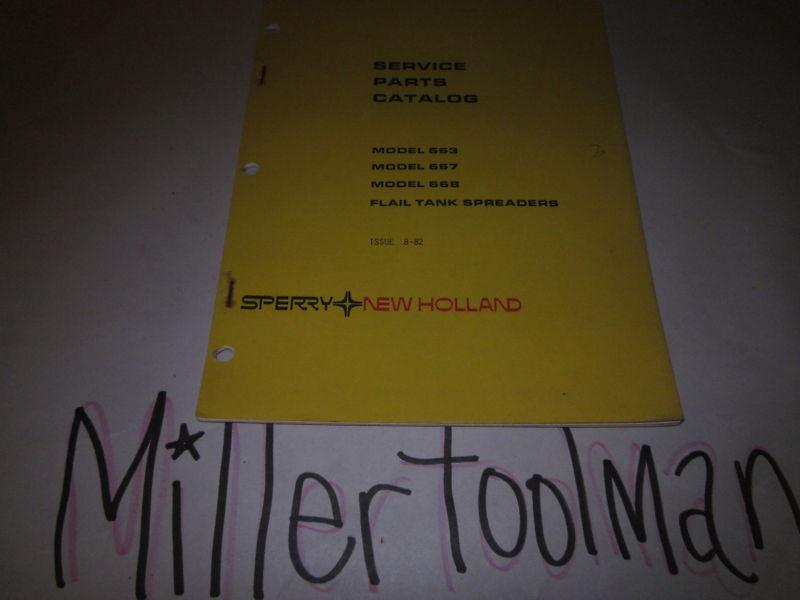 SERVICE
PARTS
CATALOG
MODEL 663
MODEL 667
MODEL 668
3
FLAIL TANK SPREADERS
ISSUE 8-82
SPERRY NEW HOLLAND
Millertoolman